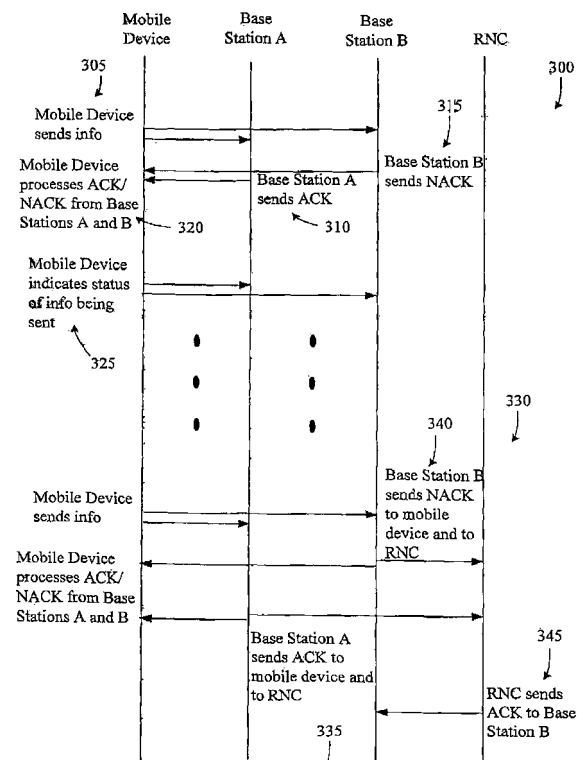 Mobile
Device
Base
Station A
Base
Station B
RNC
305
300
Mobile Device
sends info
315
Base Station B
sends NACK
Mobile Device
processes ACK/
NACK from Base
Stations A and B
320
Base Station A
sends ACK
310
Mobile Device
indicates status
of info being
sent
325
330
340
Base Station B
sends NACK
to mobile
device and to
RNC
Mobile Device
sends info
Mobile Device
processes ACK/
NACK from Base
Stations A and B
Base Station A
sends ACK to
mobile device and
to RNC
345
RNC sends
ACK to Base
Station B
335